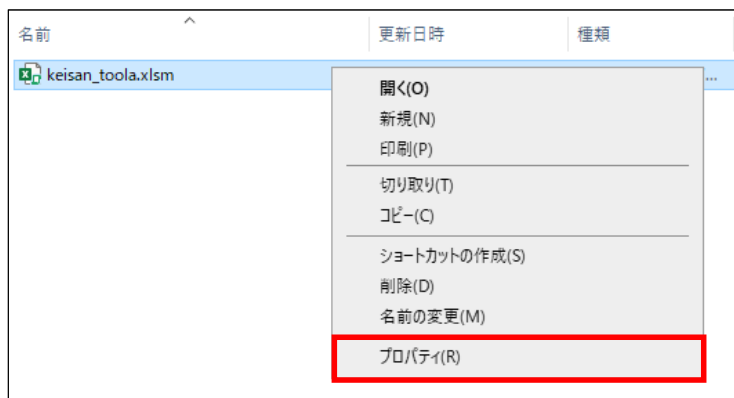 名前 更新日時 種類
keisan_toola.xlsm ...
開く(O)
新規(N)
印刷(P)
切り取り(T)
コピー(C)
ショートカットの作成(S)
削除(D)
名前の変更(M)
プロパティ(R)